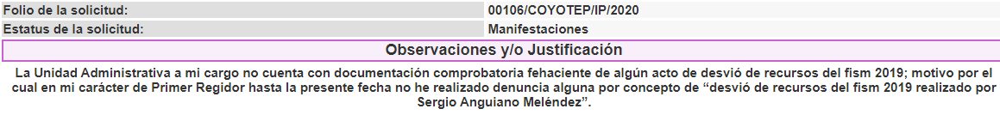 Folio de la solicitud: 00106/COYOTEP/IP/2020
Estatus de la solicitud: Manifestaciones
Observaciones y/o Justificación
La Unidad Administrativa a mi cargo no cuenta con documentación comprobatoria fehaciente de algún acto de desvió de recursos del fism 2019; motivo por el
cual en mi carácter de Primer Regidor hasta la presente fecha no he realizado denuncia alguna por concepto de “desvió de recursos del fism 2019 realizado por
Sergio Anguiano Meléndez”.